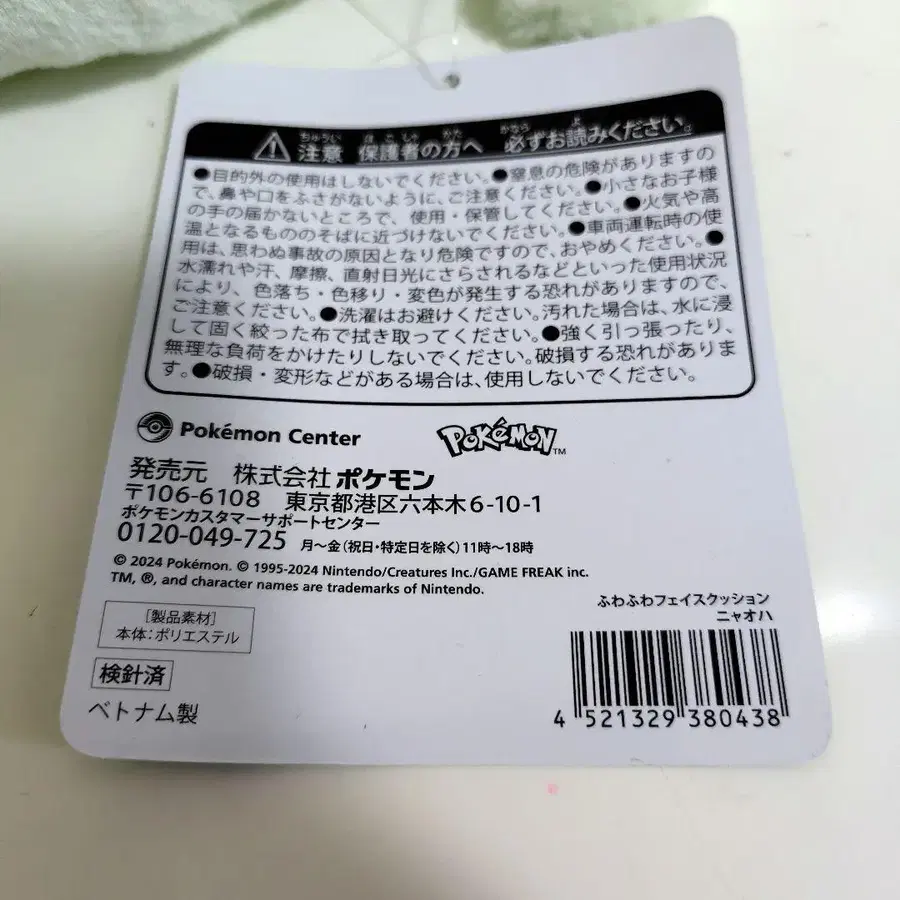 注意 保護者の方へ 必ずお読みください。
●目的外の使用はしないでください。●窒息の危険がありますの
で、鼻や口をふさがないように、ご注意ください。●小さなお子様
の手の届かないところで、使用・保管してください。●火気や高
温となるもののそばに近づけないでください。●車両運転時の使
用は、思わぬ事故の原因となり危険ですので、おやめください。●
水濡れや汗、摩擦、直射日光にさらされるなどといった使用状況
により、色落ち・色移り・変色が発生する恐れがありますので、
ご注意ください。●洗濯はお避けください。汚れた場合は、水に浸
して固く絞った布で拭き取ってください。●強く引っ張ったり、
無理な負荷をかけたりしないでください。破損する恐れがありま
す。●破損・変形などがある場合は、使用しないでください。
Pokémon Center
POKéMON™
発売元 株式会社ポケモン
〒106-6108 東京都港区六本木6-10-1
ポケモンカスタマーサポートセンター
0120-049-725 月~金(祝日・特定日を除く)11時~18時
© 2024 Pokémon. © 1995-2024 Nintendo/Creatures Inc./GAME FREAK inc.
TM, ®, and character names are trademarks of Nintendo.
[製品素材]
本体:ポリエステル
検針済
ベトナム製
ふわふわフェイスクッション
ニャオハ
4 521329 380438